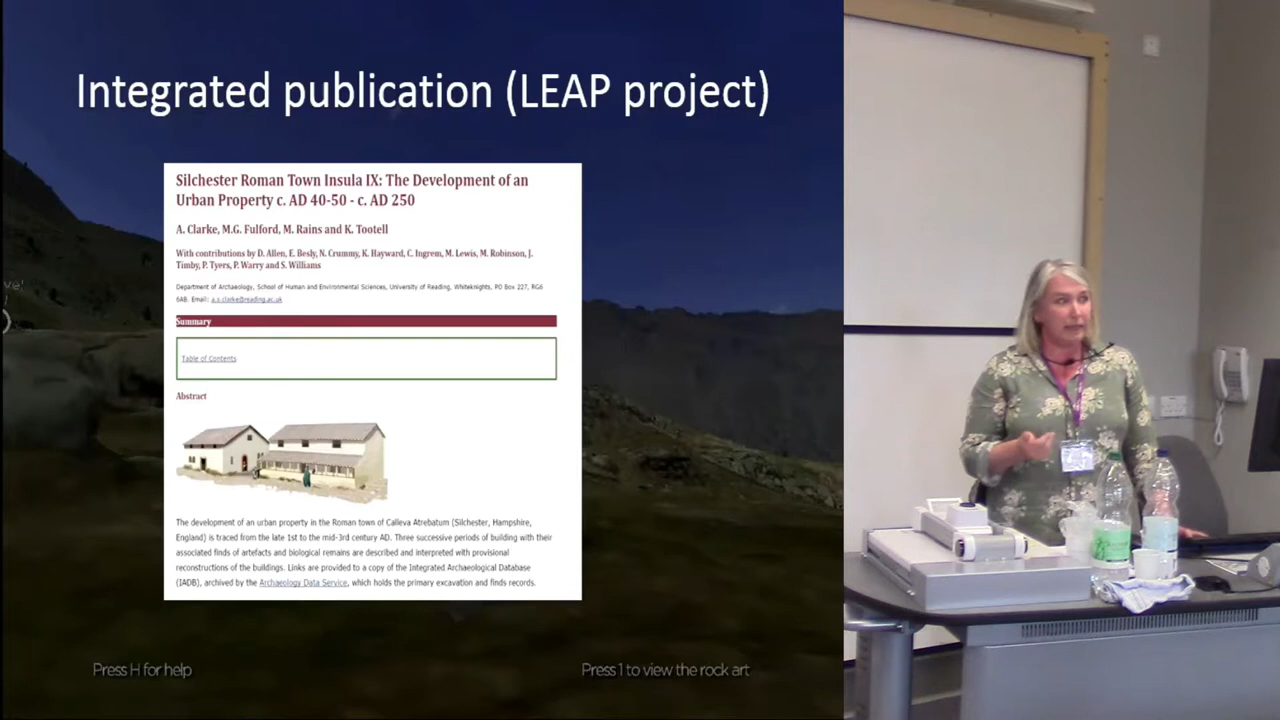 Integrated publication (LEAP project)
Silchester Roman Town Insula IX: The Development of an
Urban Property c. AD 40-50 - c. AD 250
A. Clarke, M.G. Fulford, M. Rains and K. Tootell
With contributions by D. Allen, E. Besly, N. Crummy, K. Hayward, C. Ingrem, M. Lewis, M. Robinson, J.
Timby, P. Tyers, P. Warry and S. Williams
Department of Archaeology, School of Human and Environmental Sciences, University of Reading, Whiteknights, PO Box 227, RG6
6AB. Email: a.s.clarke@reading.ac.uk
Summary
Table of Contents
Abstract
The development of an urban property in the Roman town of Calleva Atrebatum (Silchester, Hampshire,
England) is traced from the late 1st to the mid-3rd century AD. Three successive periods of building with their
associated finds of artefacts and biological remains are described and interpreted with provisional
reconstructions of the buildings. Links are provided to a copy of the Integrated Archaeological Database
(IADB), archived by the Archaeology Data Service, which holds the primary excavation and finds records.
Press H for help
Press 1 to view the rock art